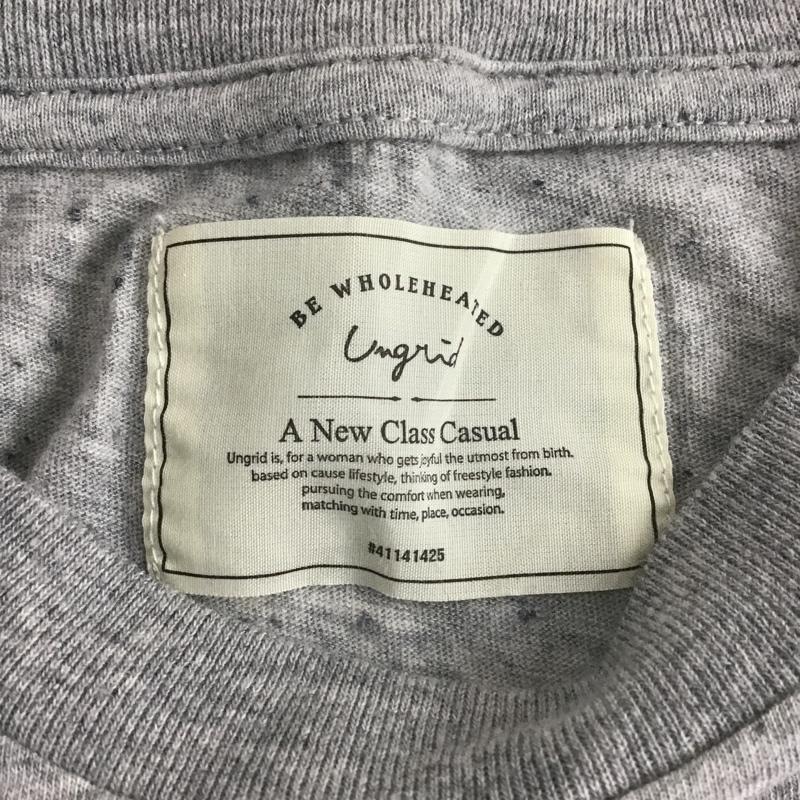 BE WHOLEHEATED
Ungrid
A New Class Casual
Ungrid is, for a woman who gets joyful the utmost from birth.
based on cause lifestyle, thinking of freestyle fashion.
pursuing the comfort when wearing,
matching with time, place, occasion.
#41141425